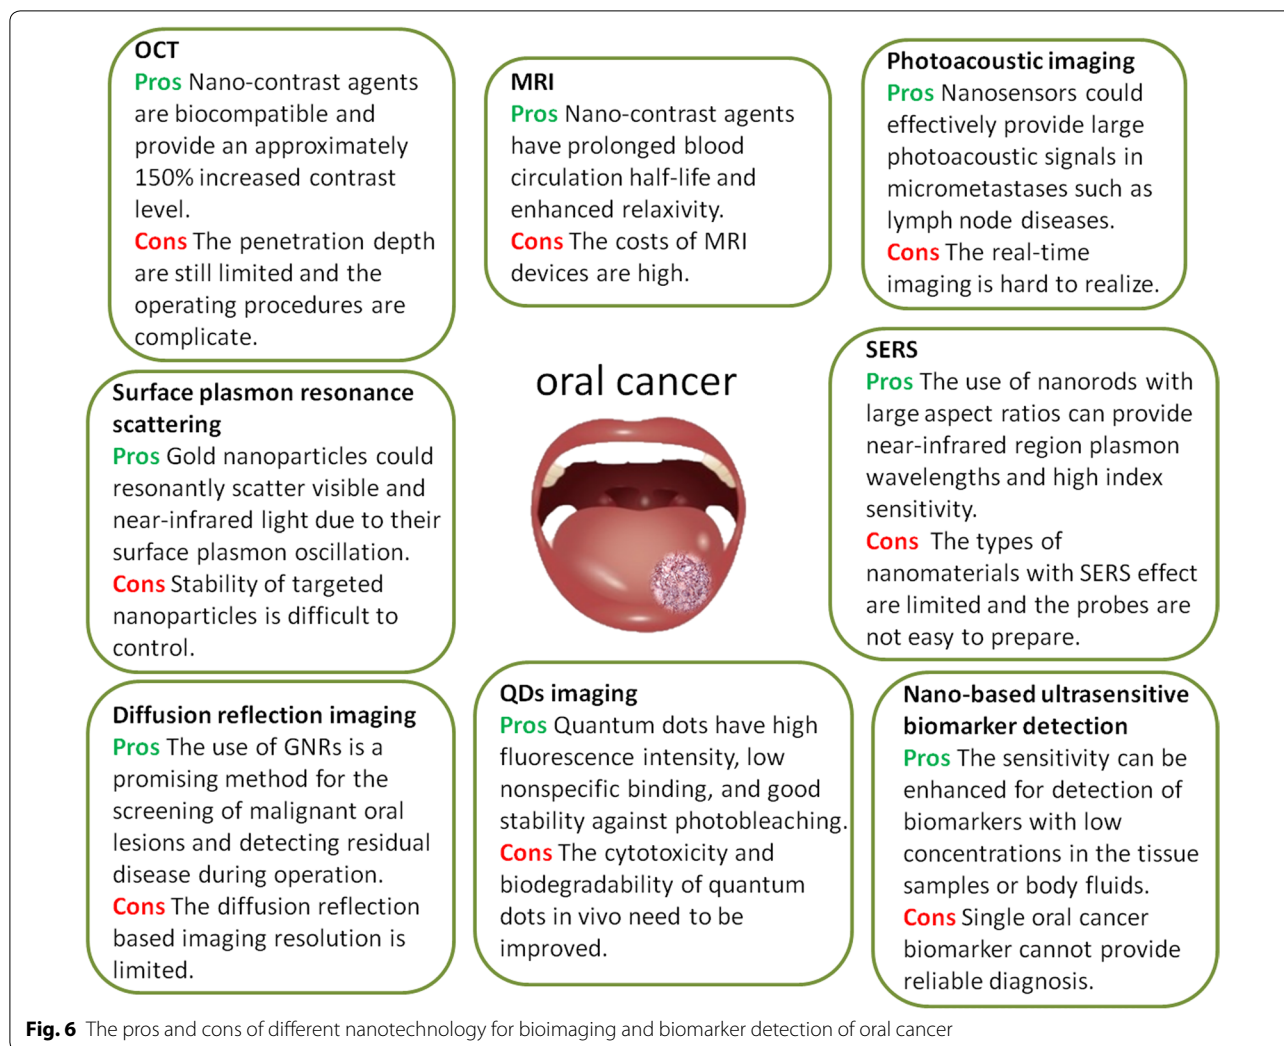 OCT
Pros Nano-contrast agents
are biocompatible and
provide an approximately
150% increased contrast
level.
Cons The penetration depth
are still limited and the
operating procedures are
complicate.
MRI
Pros Nano-contrast agents
have prolonged blood
circulation half-life and
enhanced relaxivity.
Cons The costs of MRI
devices are high.
Photoacoustic imaging
Pros Nanosensors could
effectively provide large
photoacoustic signals in
micrometastases such as
lymph node diseases.
Cons The real-time
imaging is hard to realize.
Surface plasmon resonance
scattering
Pros Gold nanoparticles could
resonantly scatter visible and
near-infrared light due to their
surface plasmon oscillation.
Cons Stability of targeted
nanoparticles is difficult to
control.
oral cancer
SERS
Pros The use of nanorods with
large aspect ratios can provide
near-infrared region plasmon
wavelengths and high index
sensitivity.
Cons The types of
nanomaterials with SERS effect
are limited and the probes are
not easy to prepare.
Diffusion reflection imaging
Pros The use of GNRs is a
promising method for the
screening of malignant oral
lesions and detecting residual
disease during operation.
Cons The diffusion reflection
based imaging resolution is
limited.
QDs imaging
Pros Quantum dots have high
fluorescence intensity, low
nonspecific binding, and good
stability against photobleaching.
Cons The cytotoxicity and
biodegradability of quantum
dots in vivo need to be
improved.
Nano-based ultrasensitive
biomarker detection
Pros The sensitivity can be
enhanced for detection of
biomarkers with low
concentrations in the tissue
samples or body fluids.
Cons Single oral cancer
biomarker cannot provide
reliable diagnosis.
Fig. 6 The pros and cons of different nanotechnology for bioimaging and biomarker detection of oral cancer